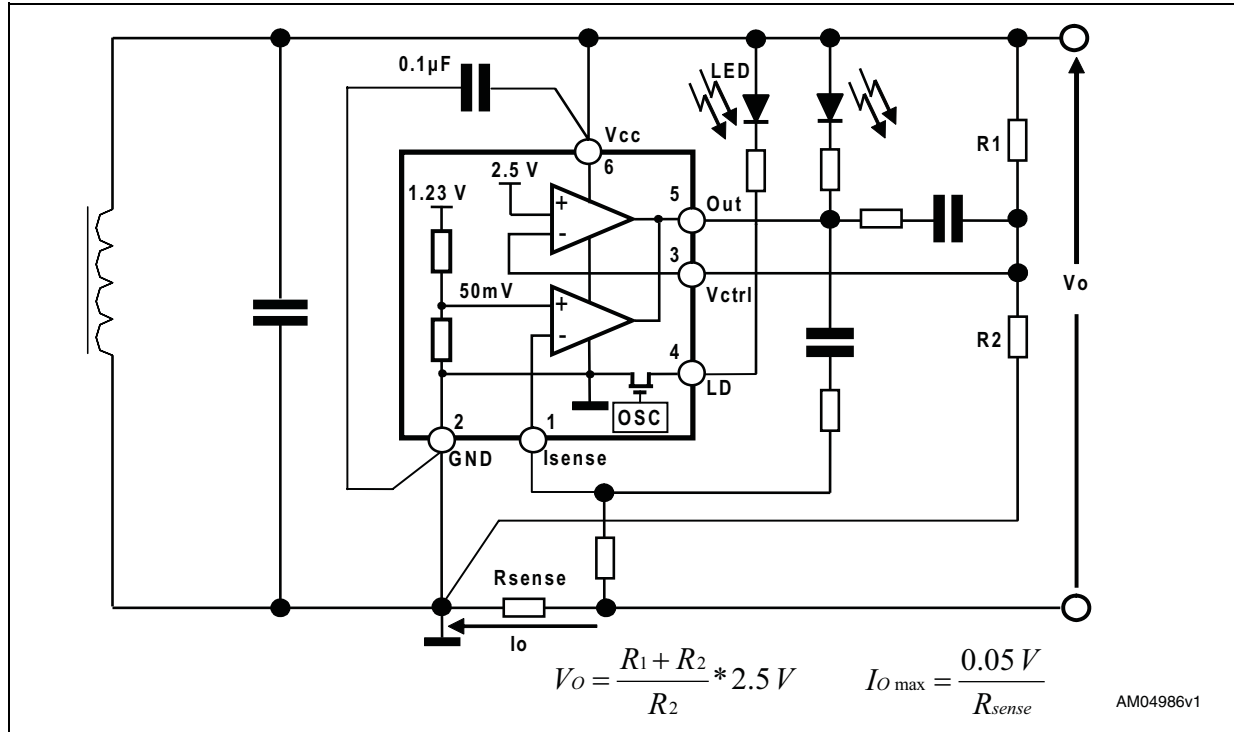 0.1µF
LED
Vcc
6
R1
2.5 V
1.23 V
5
Out
+
-
3
Vctrl
Vo
50mV
+
-
R2
4
LD
OSC
2
GND
1
Isense
Rsense
Io
VO = R1 + R2 / R2 * 2.5 V
IO max = 0.05 V / Rsense
AM04986v1